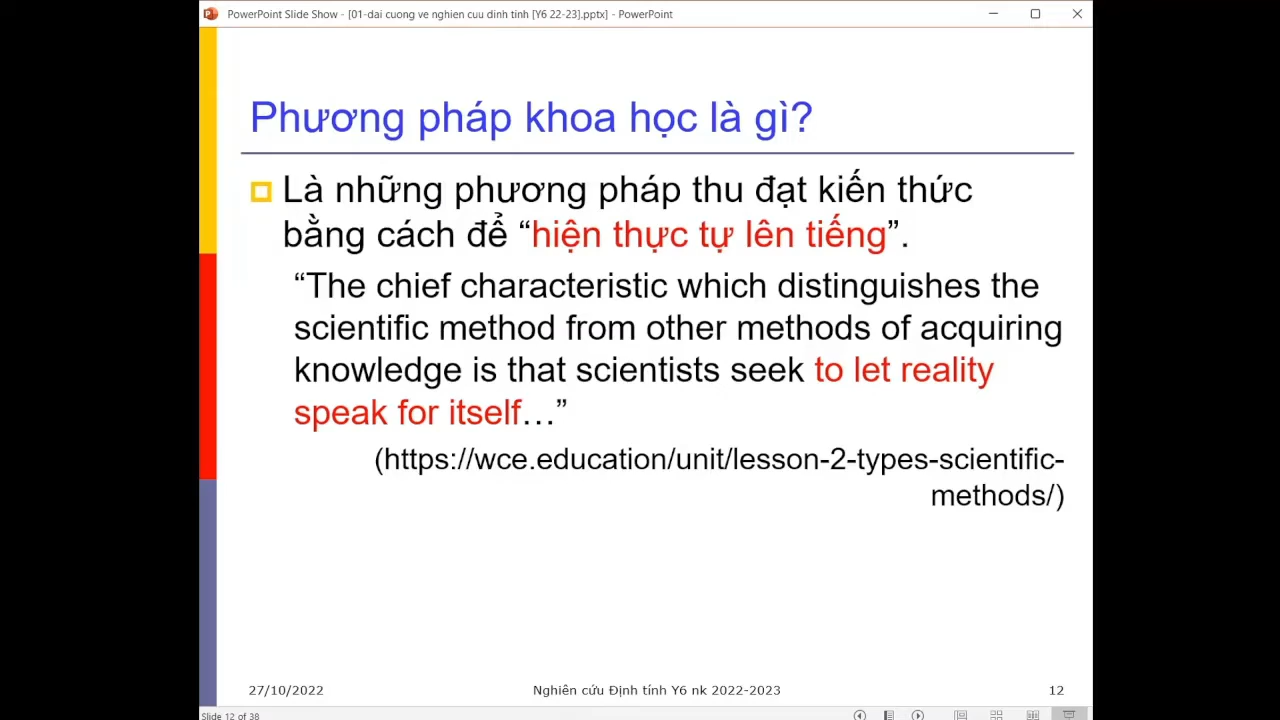 PowerPoint Slide Show - [01-dai cuong ve nghien cuu dinh tinh [Y6 22-23].pptx] - PowerPoint
Phương pháp khoa học là gì?
Là những phương pháp thu đạt kiến thức
bằng cách để “hiện thực tự lên tiếng”.
“The chief characteristic which distinguishes the
scientific method from other methods of acquiring
knowledge is that scientists seek to let reality
speak for itself…”
(https://wce.education/unit/lesson-2-types-scientific-
methods/)
27/10/2022 Nghiên cứu Định tính Y6 nk 2022-2023 12
Slide 12 of 38